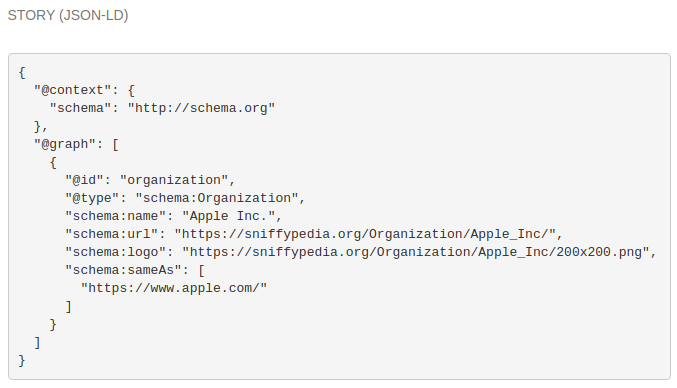 STORY (JSON-LD)
{
  "@context": {
    "schema": "http://schema.org"
  },
  "@graph": [
    {
      "@id": "organization",
      "@type": "schema:Organization",
      "schema:name": "Apple Inc.",
      "schema:url": "https://sniffypedia.org/Organization/Apple_Inc/",
      "schema:logo": "https://sniffypedia.org/Organization/Apple_Inc/200x200.png",
      "schema:sameAs": [
        "https://www.apple.com/"
      ]
    }
  ]
}